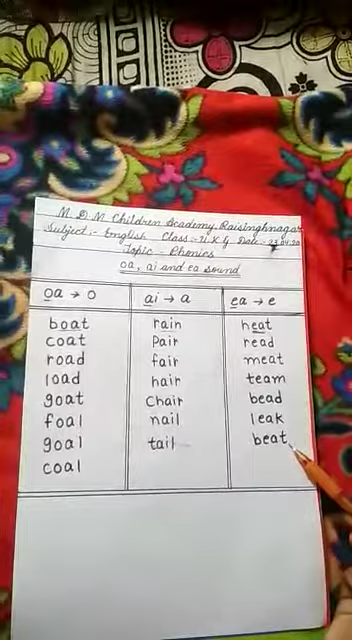 M. D. M Children Academy Raisinghnagar
Subject:- English Class:- U.K.G Date:- 23.04.20
Topic - Phonics
oa, ai and ea sound
oa → o ai → a ea → e
boat rain heat
coat Pair read
road fair meat
load hair team
goat Chair bead
foal nail leak
goal tail beat
coal